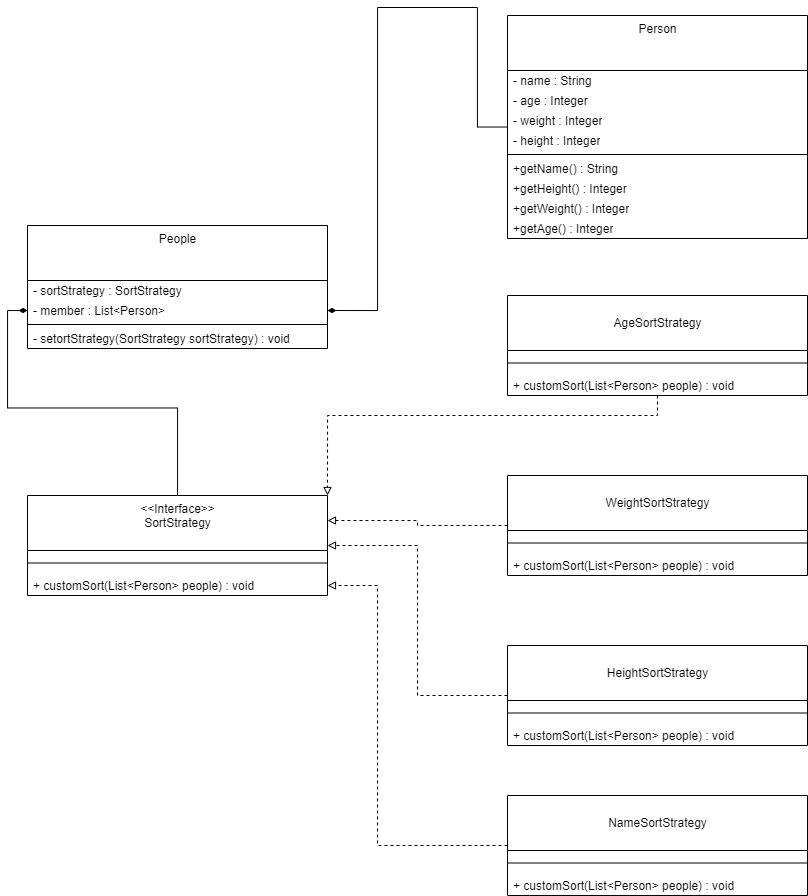 Person
- name : String
- age : Integer
- weight : Integer
- height : Integer
+getName() : String
+getHeight() : Integer
+getWeight() : Integer
+getAge() : Integer
People
- sortStrategy : SortStrategy
- member : List<Person>
- setortStrategy(SortStrategy sortStrategy) : void
AgeSortStrategy
+ customSort(List<Person> people) : void
<<Interface>>
SortStrategy
+ customSort(List<Person> people) : void
WeightSortStrategy
+ customSort(List<Person> people) : void
HeightSortStrategy
+ customSort(List<Person> people) : void
NameSortStrategy
+ customSort(List<Person> people) : void